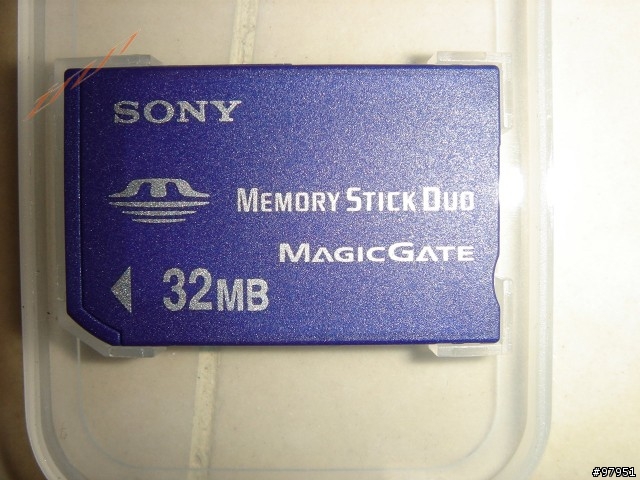 SONY
MEMORY STICK DUO
MAGICGATE
32MB
#97951